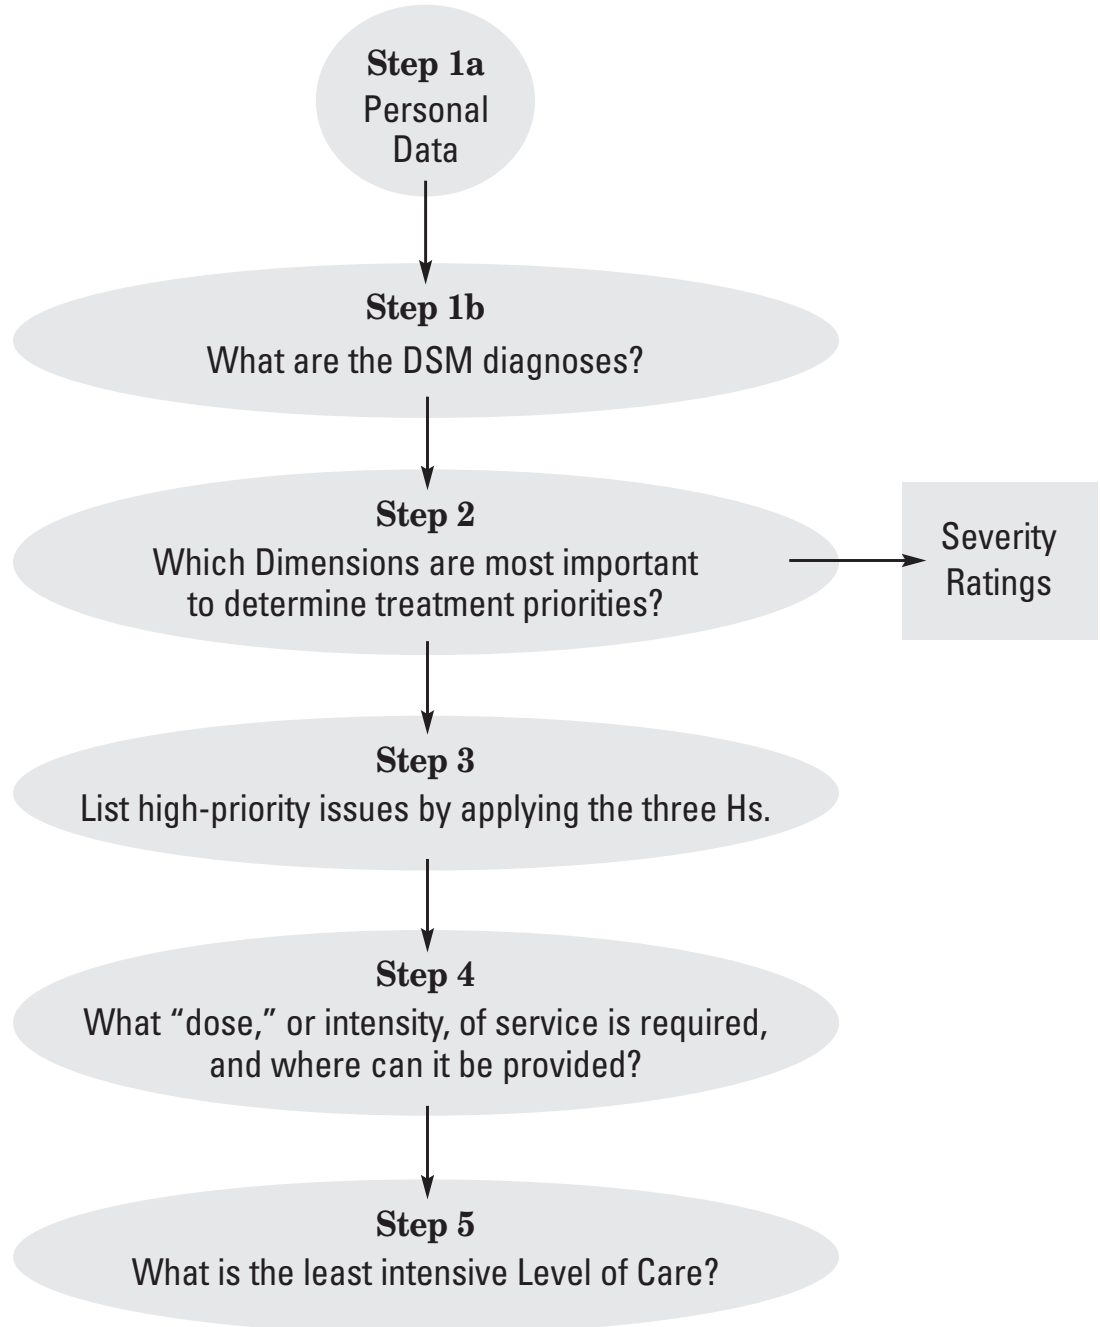 Step 1a
Personal
Data
Step 1b
What are the DSM diagnoses?
Step 2
Which Dimensions are most important
to determine treatment priorities?
Severity
Ratings
Step 3
List high-priority issues by applying the three Hs.
Step 4
What “dose,” or intensity, of service is required,
and where can it be provided?
Step 5
What is the least intensive Level of Care?